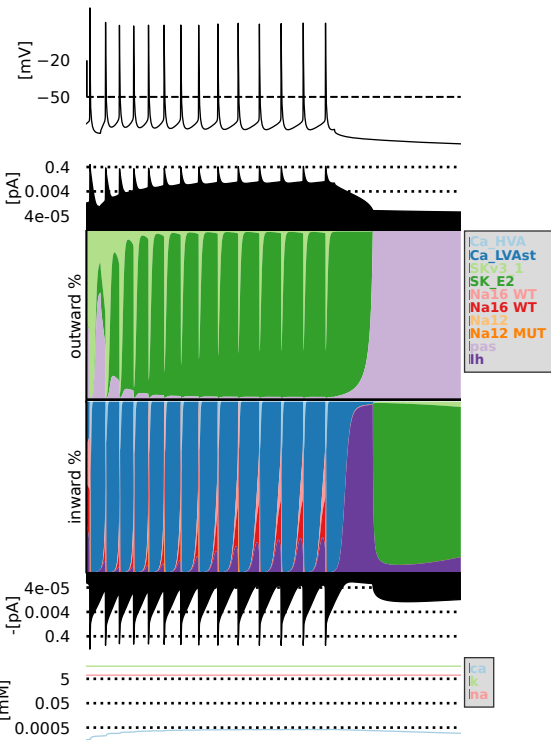 [mV]
−20
−50
[pA]
0.4
0.004
4e-05
outward %
Ca_HVA
Ca_LVAst
SKv3_1
SK_E2
Na16 WT
Na16 WT
Na12
Na12 MUT
pas
Ih
inward %
-[pA]
4e-05
0.004
0.4
[mM]
5
0.05
0.0005
ca
k
na